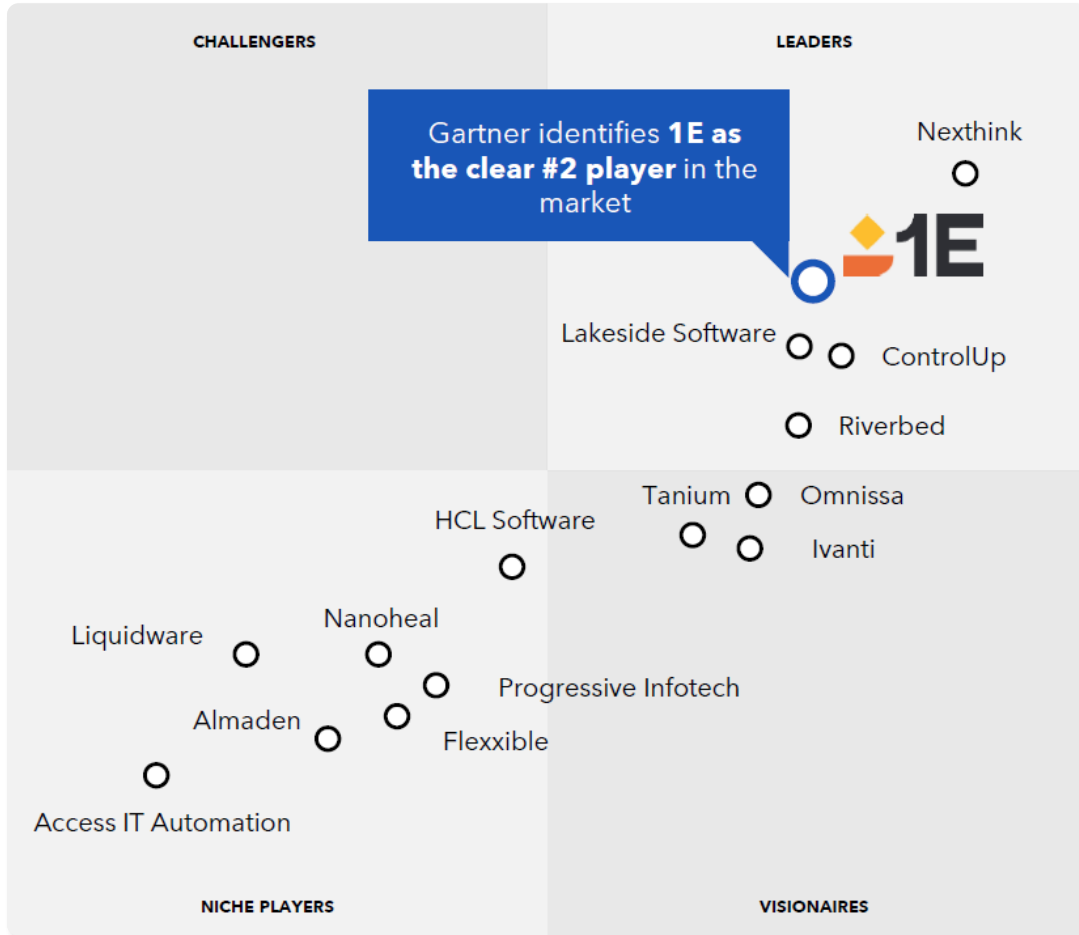 CHALLENGERS
LEADERS
Gartner identifies 1E as
the clear #2 player in the
market
Nexthink
1E
Lakeside Software
ControlUp
Riverbed
Tanium
Omnissa
HCL Software
Ivanti
Nanoheal
Liquidware
Progressive Infotech
Almaden
Flexxible
Access IT Automation
NICHE PLAYERS
VISIONAIRES